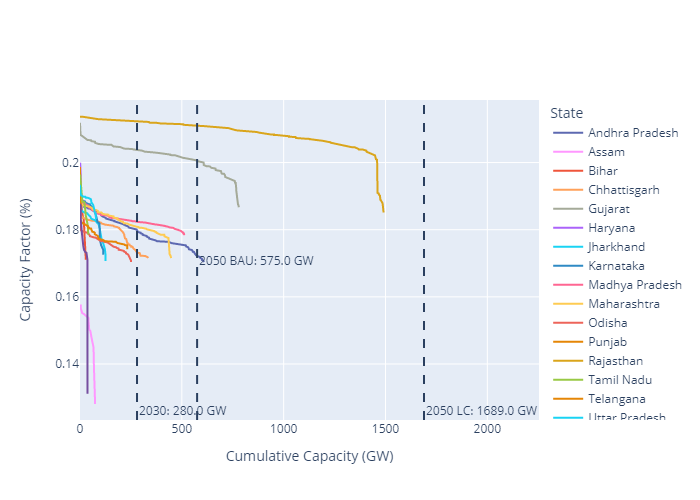 State
Andhra Pradesh
Assam
Bihar
Chhattisgarh
Gujarat
Haryana
Jharkhand
Karnataka
Madhya Pradesh
Maharashtra
Odisha
Punjab
Rajasthan
Tamil Nadu
Telangana
Uttar Pradesh
Capacity Factor (%)
0.2
0.18
0.16
0.14
2050 BAU: 575.0 GW
2030: 280.0 GW
2050 LC: 1689.0 GW
0 500 1000 1500 2000
Cumulative Capacity (GW)